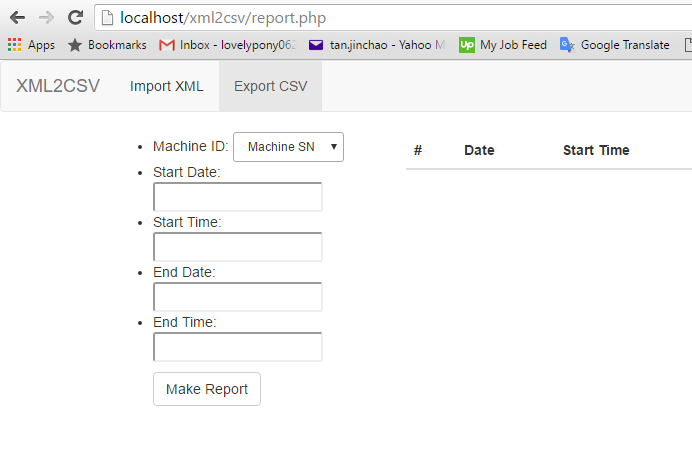 localhost/xml2csv/report.php
Apps Bookmarks Inbox - lovelypony062 tan.jinchao - Yahoo M Up My Job Feed Google Translate
XML2CSV Import XML Export CSV
Machine ID: Machine SN
Start Date:
Start Time:
End Date:
End Time:
Make Report
# Date Start Time